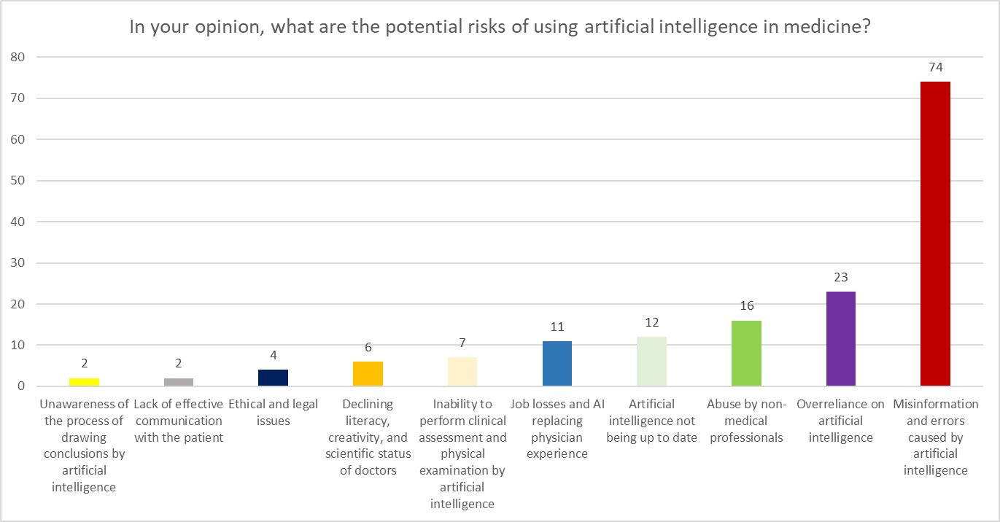 In your opinion, what are the potential risks of using artificial intelligence in medicine?
80
70
60
50
40
30
20
10
0
2
2
4
6
7
11
12
16
23
74
Unawareness of
the process of
drawing
conclusions by
artificial
intelligence
Lack of effective
communication
with the patient
Ethical and legal
issues
Declining
literacy,
creativity, and
scientific status
of doctors
Inability to
perform clinical
assessment and
physical
examination by
artificial
intelligence
Job losses and AI
replacing
physician
experience
Artificial
intelligence not
being up to date
Abuse by non-
medical
professionals
Overreliance on
artificial
intelligence
Misinformation
and errors
caused by
artificial
intelligence